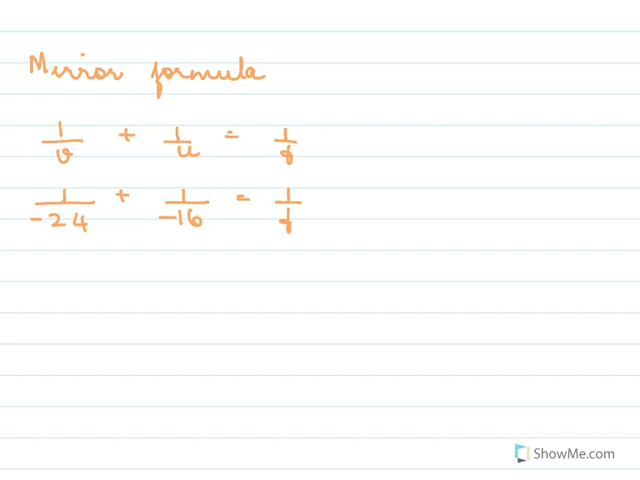 Mirror formula
1/v + 1/u = 1/f
1/-24 + 1/-16 = 1/f
ShowMe.com